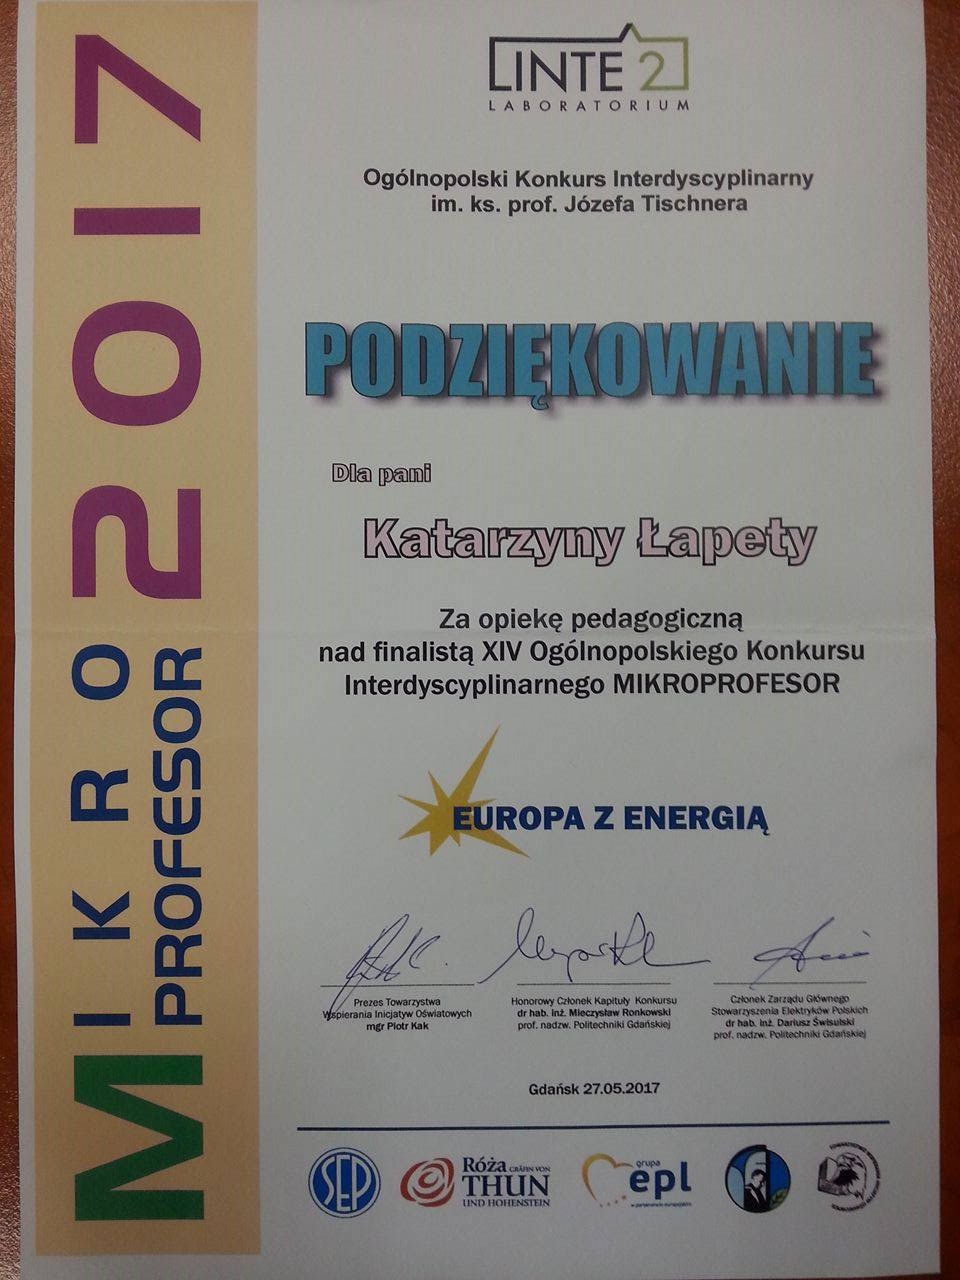 MIKRO 2017
PROFESOR
LINTE 2
LABORATORIUM
Ogólnopolski Konkurs Interdyscyplinarny
im. ks. prof. Józefa Tischnera
PODZIĘKOWANIE
Dla pani
Katarzyny Łapety
Za opiekę pedagogiczną
nad finalistą XIV Ogólnopolskiego Konkursu
Interdyscyplinarnego MIKROPROFESOR
EUROPA Z ENERGIĄ
Prezes Towarzystwa
Wspierania Inicjatyw Oświatowych
mgr Piotr Kak
Honorowy Członek Kapituły Konkursu
dr hab. inż. Mieczysław Ronkowski
prof. nadzw. Politechniki Gdańskiej
Członek Zarządu Głównego
Stowarzyszenia Elektryków Polskich
dr hab. inż. Dariusz Świsulski
prof. nadzw. Politechniki Gdańskiej
Gdańsk 27.05.2017
SEP
Róża GRÄFIN VON
THUN
UND HOHENSTEIN
grupa
epl
w parlamencie europejskim